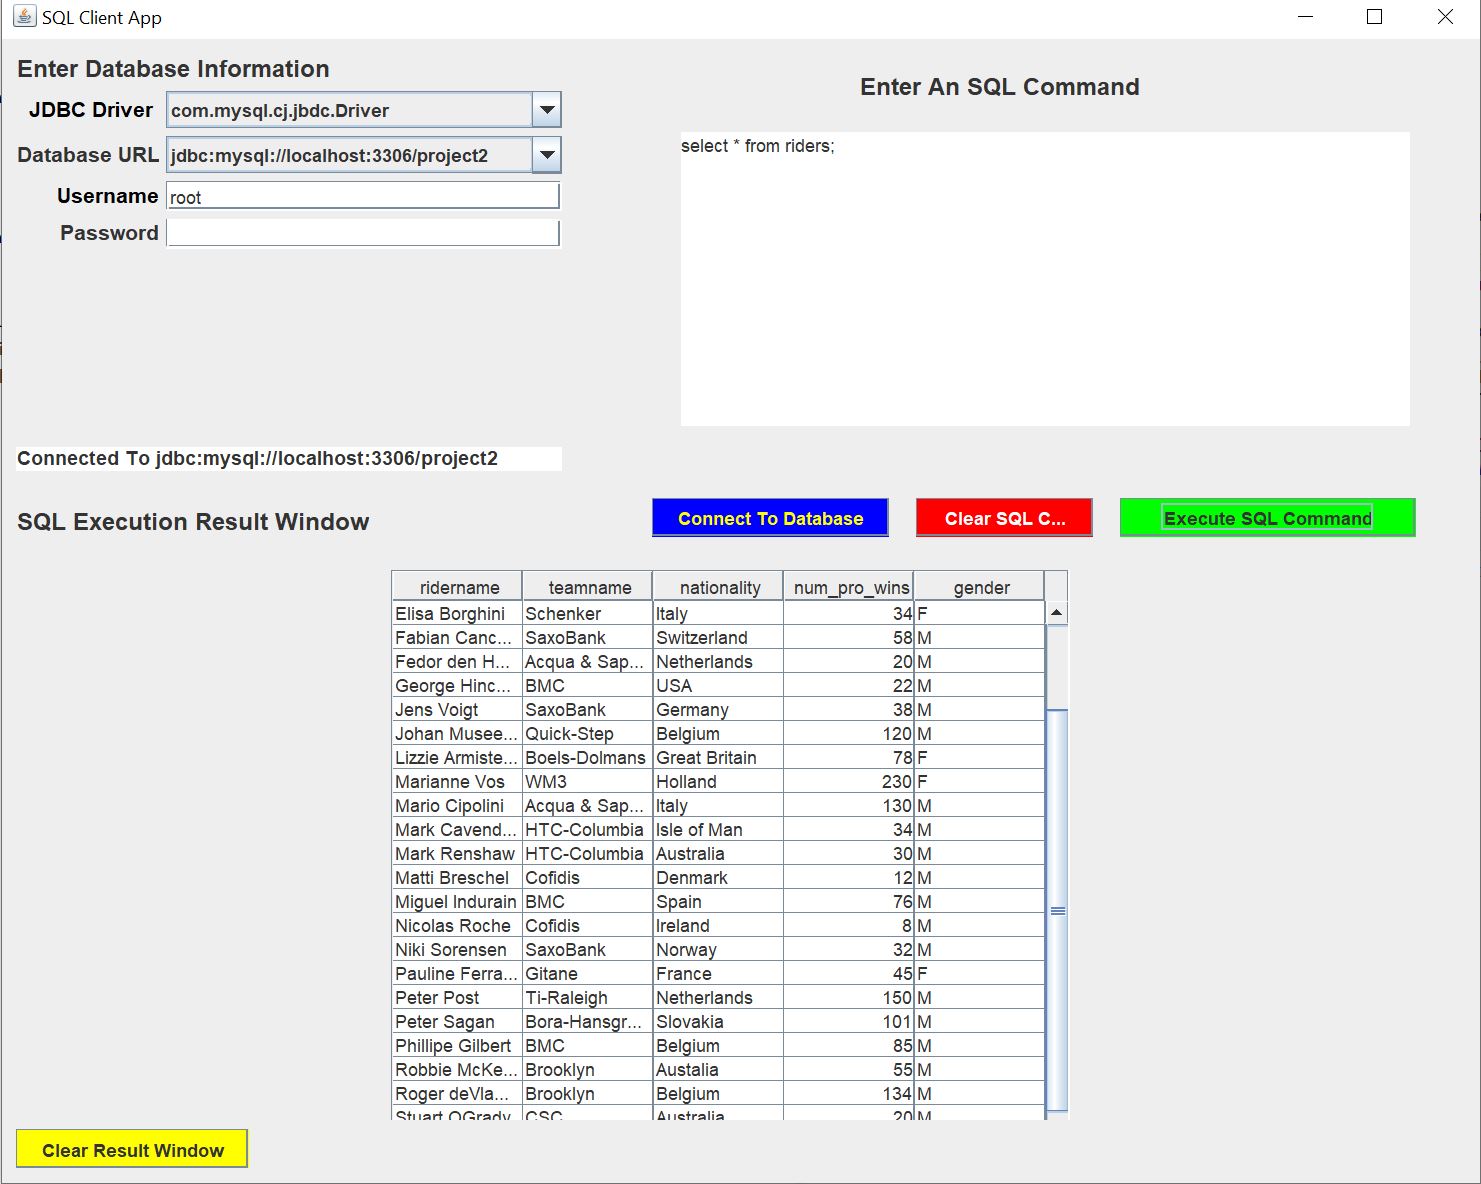 SQL Client App
Enter Database Information
JDBC Driver com.mysql.cj.jbdc.Driver
Database URL jdbc:mysql://localhost:3306/project2
Username root
Password
Enter An SQL Command
select * from riders;
Connected To jdbc:mysql://localhost:3306/project2
SQL Execution Result Window
Connect To Database Clear SQL C... Execute SQL Command
ridername teamname nationality num_pro_wins gender
Elisa Borghini Schenker Italy 34 F
Fabian Canc... SaxoBank Switzerland 58 M
Fedor den H... Acqua & Sap... Netherlands 20 M
George Hinc... BMC USA 22 M
Jens Voigt SaxoBank Germany 38 M
Johan Musee... Quick-Step Belgium 120 M
Lizzie Armiste... Boels-Dolmans Great Britain 78 F
Marianne Vos WM3 Holland 230 F
Mario Cipolini Acqua & Sap... Italy 130 M
Mark Cavend... HTC-Columbia Isle of Man 34 M
Mark Renshaw HTC-Columbia Australia 30 M
Matti Breschel Cofidis Denmark 12 M
Miguel Indurain BMC Spain 76 M
Nicolas Roche Cofidis Ireland 8 M
Niki Sorensen SaxoBank Norway 32 M
Pauline Ferra... Gitane France 45 F
Peter Post Ti-Raleigh Netherlands 150 M
Peter Sagan Bora-Hansgr... Slovakia 101 M
Phillipe Gilbert BMC Belgium 85 M
Robbie McKe... Brooklyn Austalia 55 M
Roger deVla... Brooklyn Belgium 134 M
Stuart OGrady CSC Australia 20 M
Clear Result Window